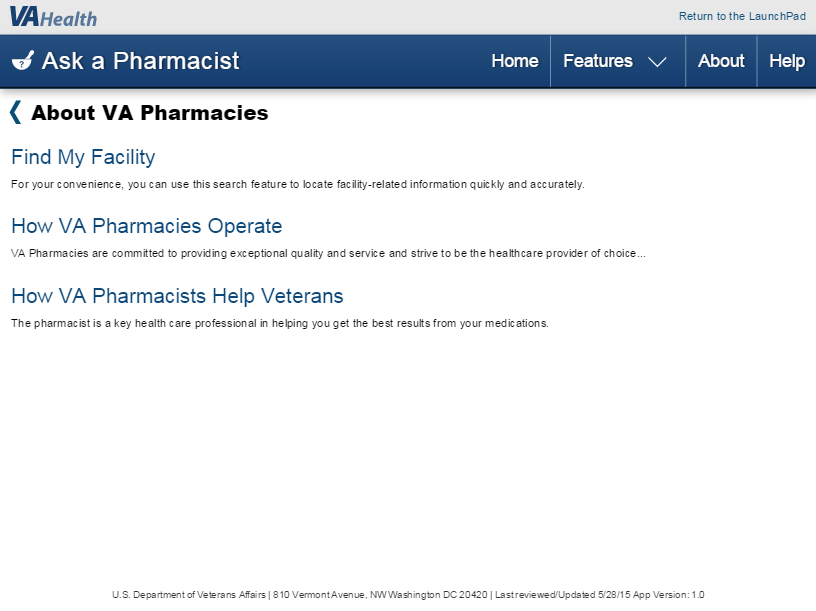 VA Health
Return to the LaunchPad
Ask a Pharmacist
Home
Features
About
Help
About VA Pharmacies
Find My Facility
For your convenience, you can use this search feature to locate facility-related information quickly and accurately.
How VA Pharmacies Operate
VA Pharmacies are committed to providing exceptional quality and service and strive to be the healthcare provider of choice...
How VA Pharmacists Help Veterans
The pharmacist is a key health care professional in helping you get the best results from your medications.
U.S. Department of Veterans Affairs | 810 Vermont Avenue, NW Washington DC 20420 | Last reviewed/Updated 5/28/15 App Version: 1.0